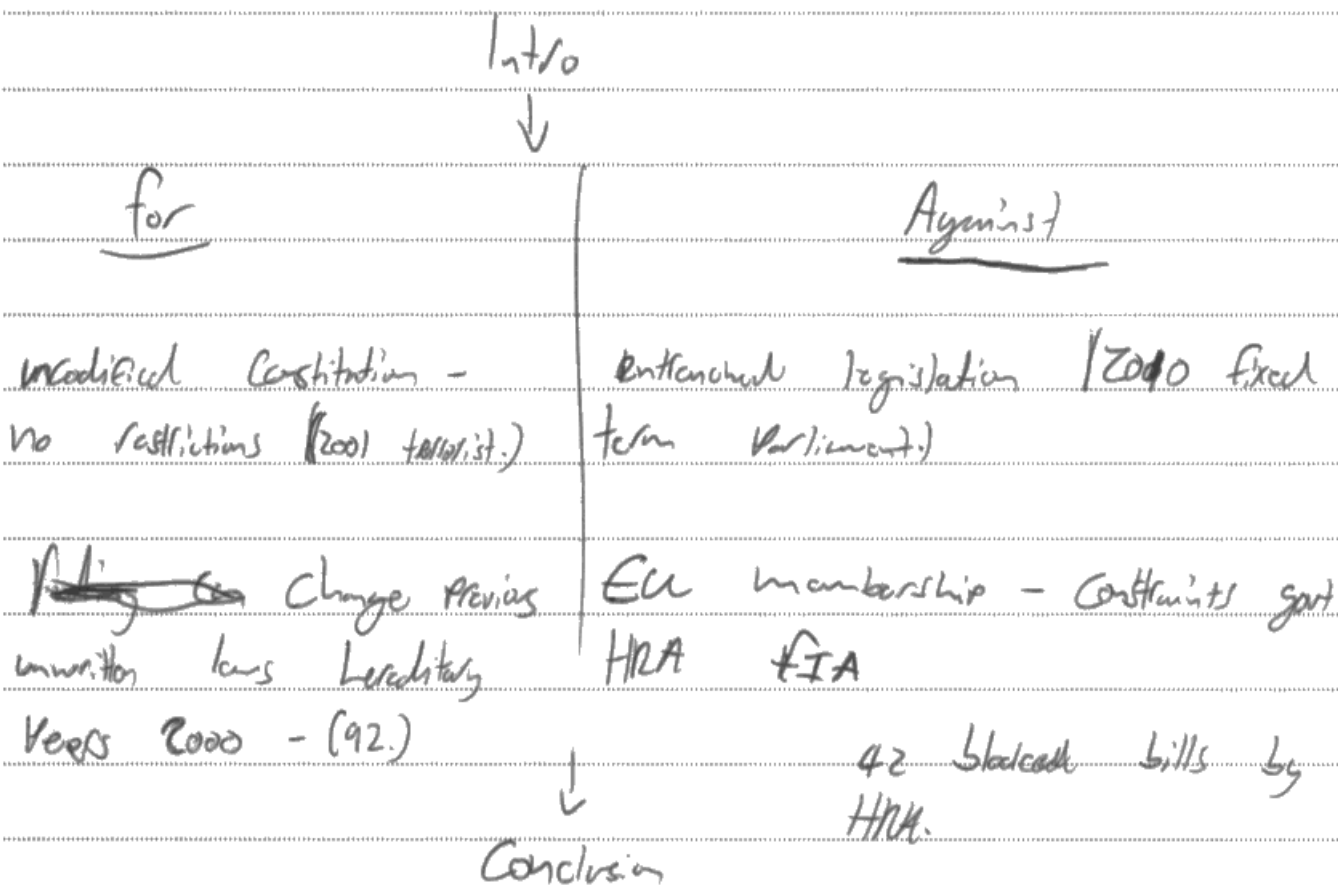 Intro
for
Against
uncodified Constitution -
no restrictions (2001 terrorist.)
entrenched legislation (2010 fixed
term Parliament.)
Change previous
unwritten laws hereditary
Peers 2000 - (92.)
EU membership - Constraints govt
HRA FIA
42 blocked bills by
HRA.
Conclusion